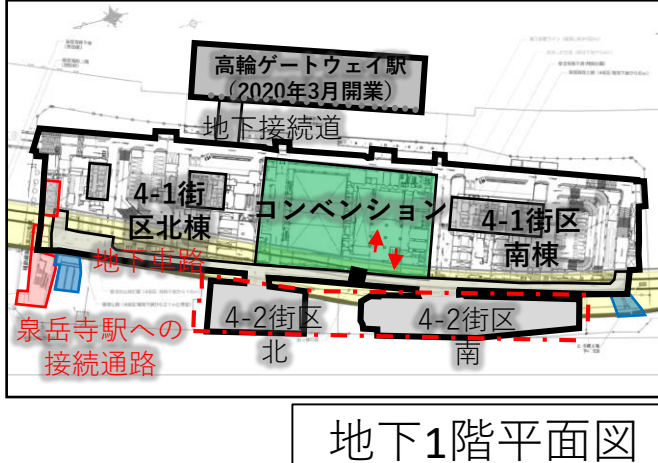 高輪ゲートウェイ駅
（2020年3月開業）
地下接続道
4-1街
区北棟
コンベンション
4-1街区
南棟
地下車路
泉岳寺駅への
接続通路
4-2街区
北
4-2街区
南
地下1階平面図